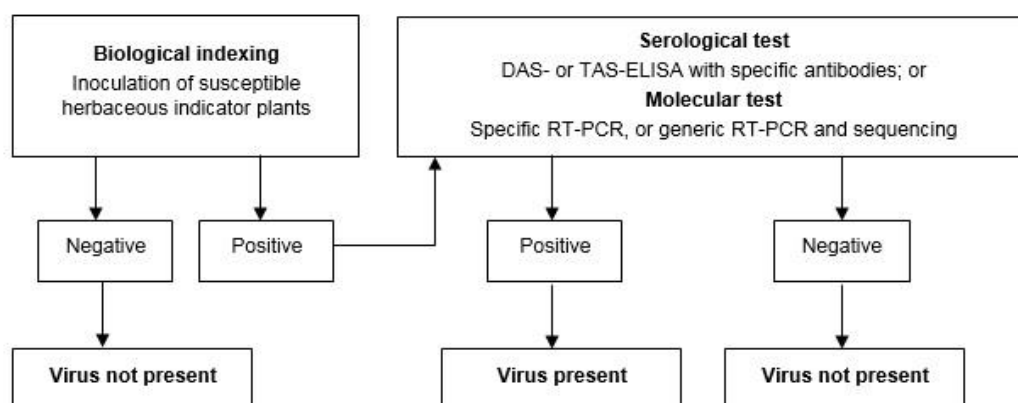 Biological indexing
Inoculation of susceptible
herbaceous indicator plants
Serological test
DAS- or TAS-ELISA with specific antibodies; or
Molecular test
Specific RT-PCR, or generic RT-PCR and sequencing
Negative
Positive
Positive
Negative
Virus not present
Virus present
Virus not present